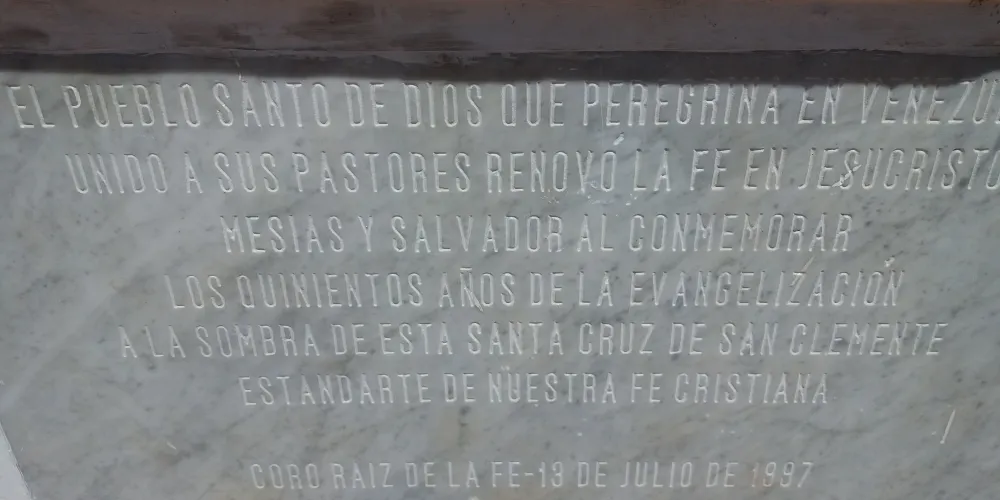 EL PUEBLO SANTO DE DIOS QUE PEREGRINA EN VENEZU
UNIDO A SUS PASTORES RENOVO LA FE EN JESUCRISTO
MESIAS Y SALVADOR AL CONMEMORAR
LOS QUINIENTOS AÑOS DE LA EVANGELIZACIÓN
A LA SOMBRA DE ESTA SANTA CRUZ DE SAN CLEMENTE
ESTANDARTE DE NUESTRA FE CRISTIANA
CORO RAIZ DE LA FE-13 DE JULIO DE 1997